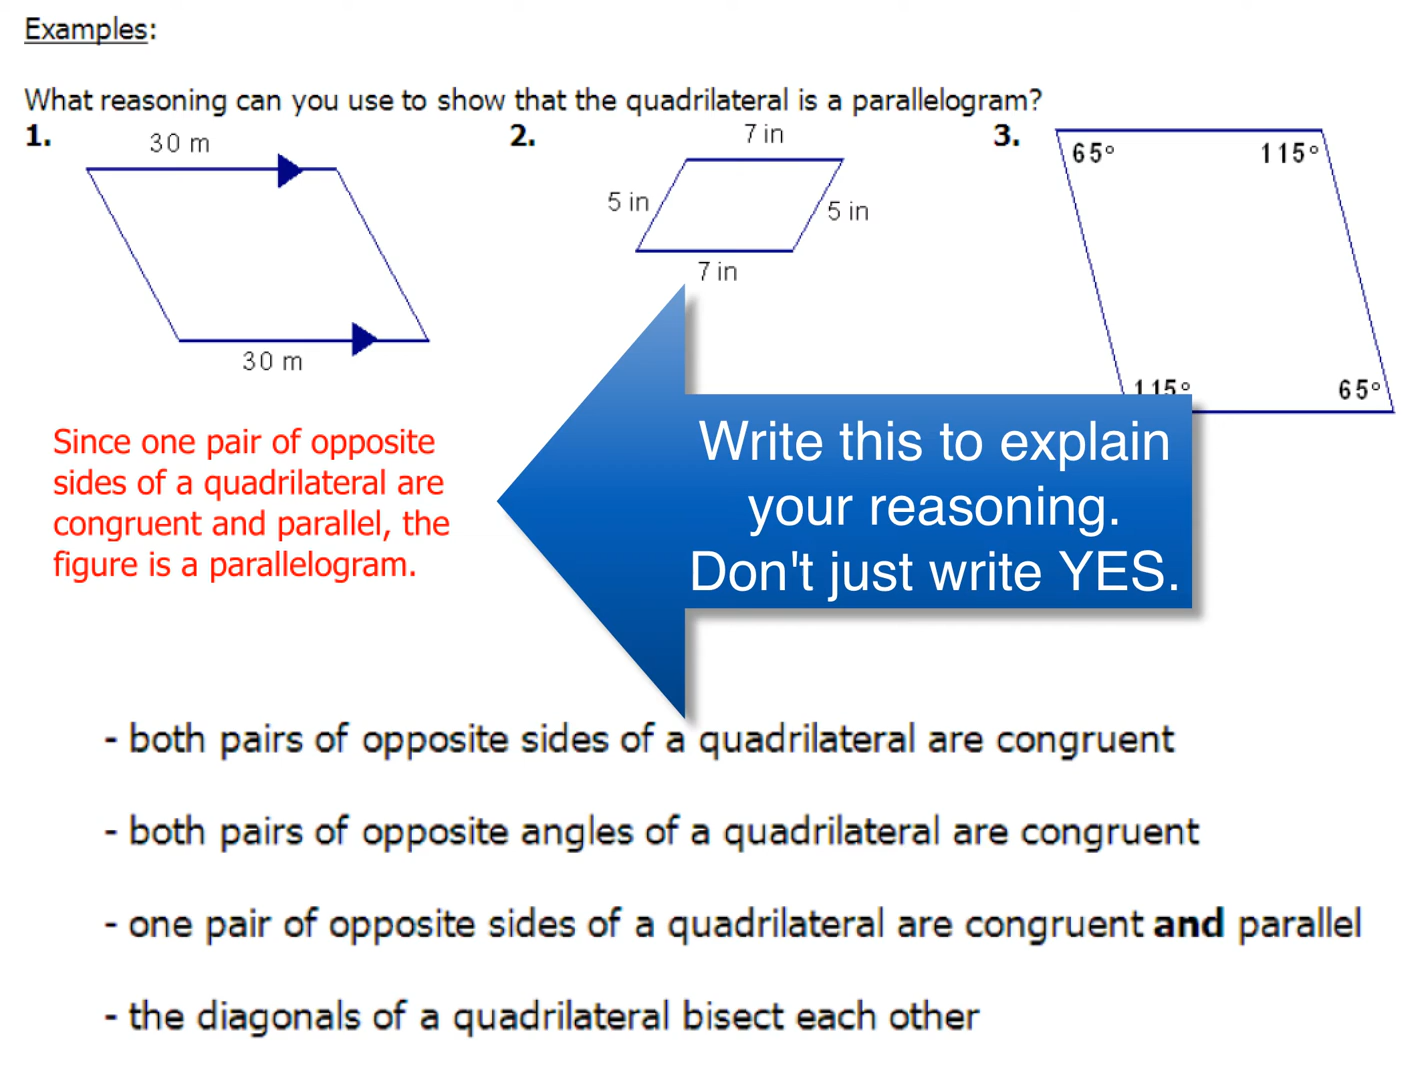 Examples:
What reasoning can you use to show that the quadrilateral is a parallelogram?
1.
30 m
30 m
2.
7 in
5 in
5 in
7 in
3.
65°
115°
115°
65°
Since one pair of opposite
sides of a quadrilateral are
congruent and parallel, the
figure is a parallelogram.
Write this to explain
your reasoning.
Don't just write YES.
- both pairs of opposite sides of a quadrilateral are congruent
- both pairs of opposite angles of a quadrilateral are congruent
- one pair of opposite sides of a quadrilateral are congruent and parallel
- the diagonals of a quadrilateral bisect each other